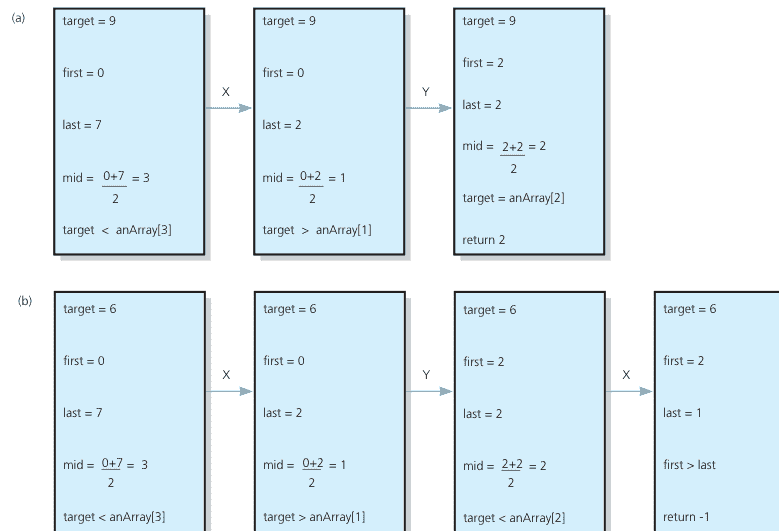 (a)
target = 9
first = 0
last = 7
mid = 0+7/2 = 3
target < anArray[3]
X
target = 9
first = 0
last = 2
mid = 0+2/2 = 1
target > anArray[1]
Y
target = 9
first = 2
last = 2
mid = 2+2/2 = 2
target = anArray[2]
return 2
(b)
target = 6
first = 0
last = 7
mid = 0+7/2 = 3
target < anArray[3]
X
target = 6
first = 0
last = 2
mid = 0+2/2 = 1
target > anArray[1]
Y
target = 6
first = 2
last = 2
mid = 2+2/2 = 2
target < anArray[2]
X
target = 6
first = 2
last = 1
first > last
return -1